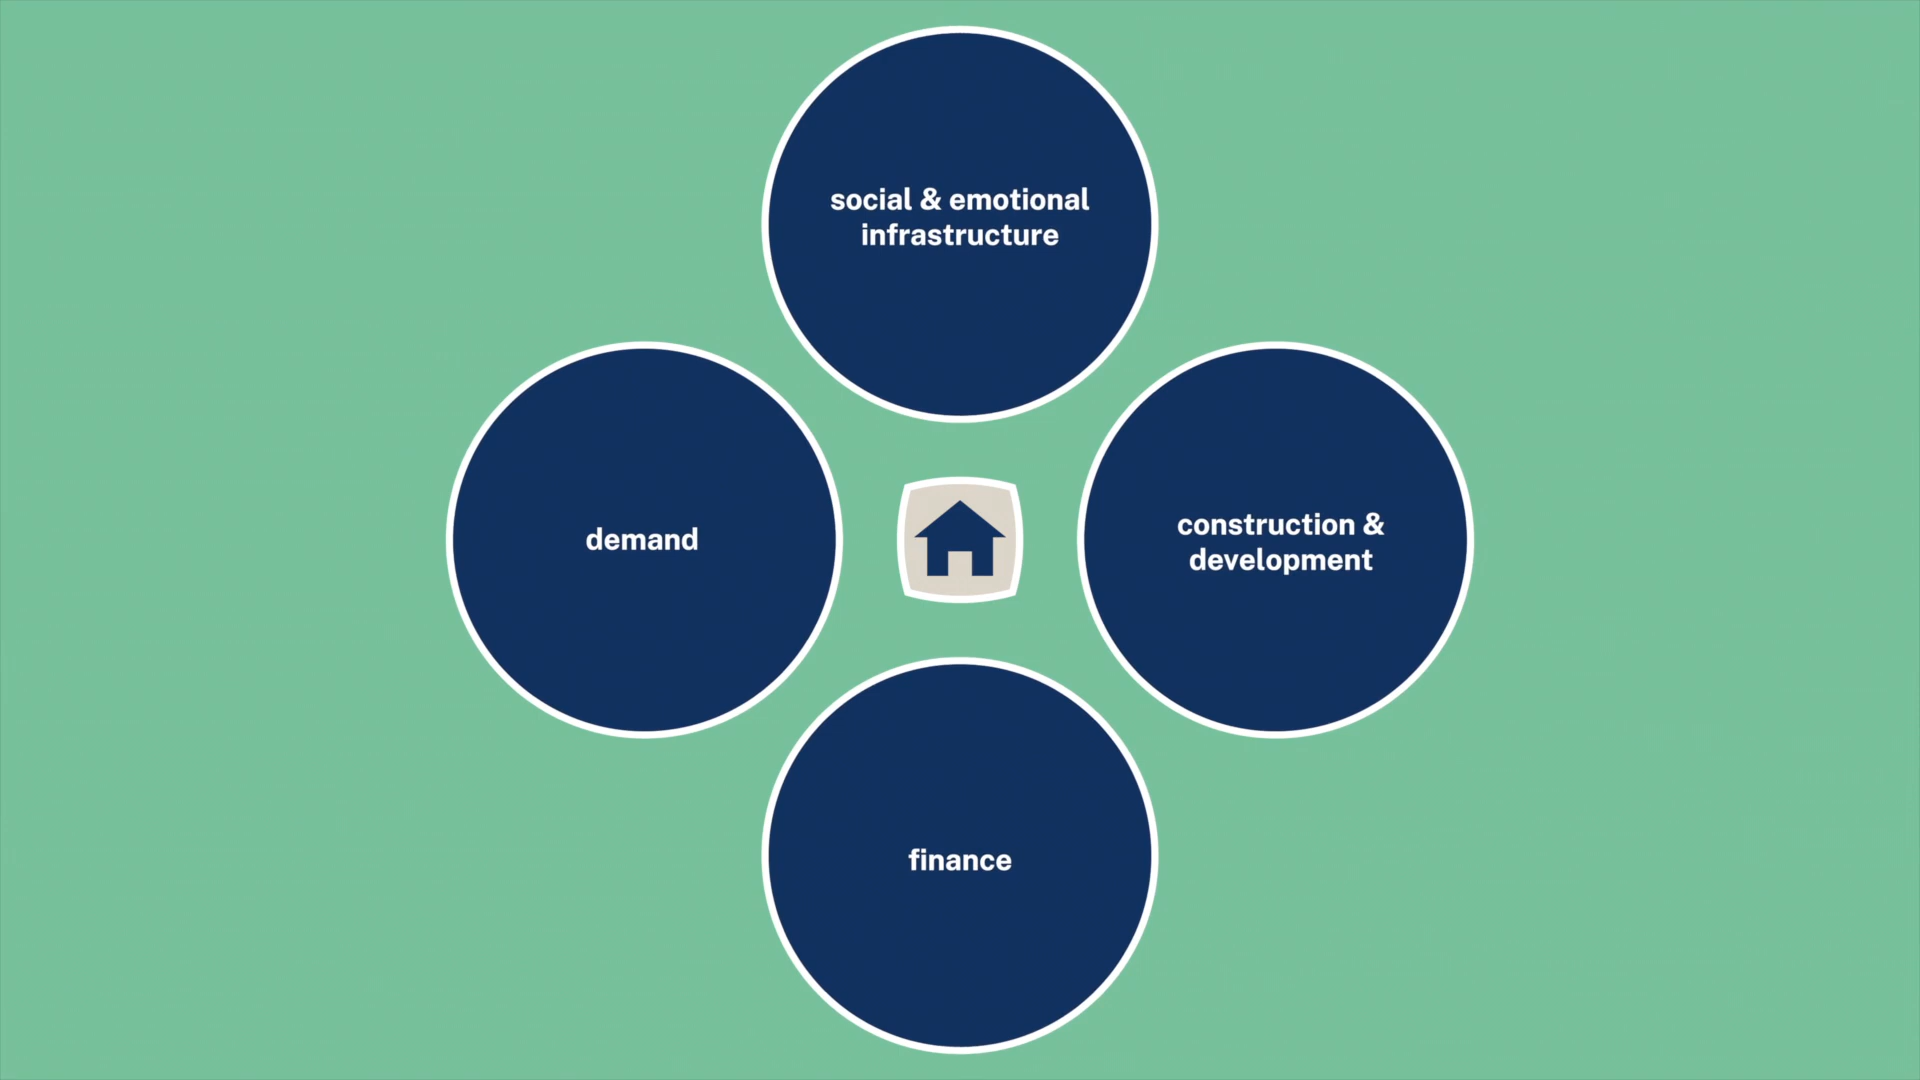 social & emotional
infrastructure
demand
construction &
development
finance